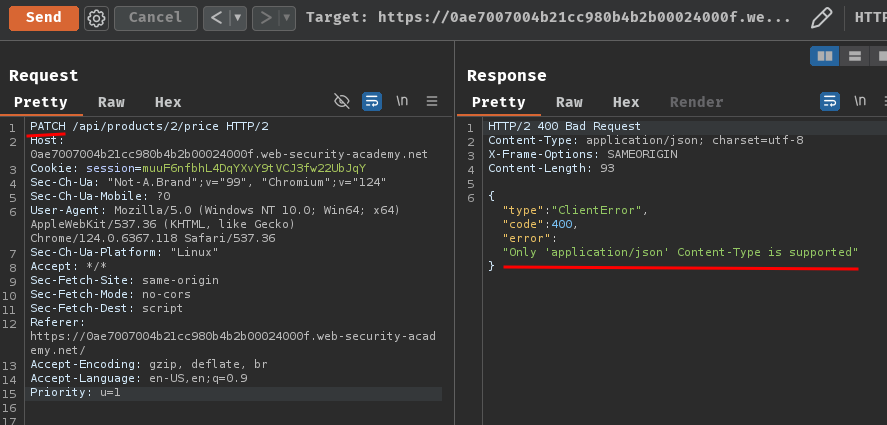 Send Cancel < > Target: https://0ae7007004b21cc980b4b2b00024000f.we... HTT
Request
Pretty Raw Hex \n
1 PATCH /api/products/2/price HTTP/2
2 Host:
0ae7007004b21cc980b4b2b00024000f.web-security-academy.net
3 Cookie: session=muuF6nfbhL4DqYXvY9tVCJ3fw22UbJqY
4 Sec-Ch-Ua: "Not-A.Brand";v="99", "Chromium";v="124"
5 Sec-Ch-Ua-Mobile: ?0
6 User-Agent: Mozilla/5.0 (Windows NT 10.0; Win64; x64)
AppleWebKit/537.36 (KHTML, like Gecko)
Chrome/124.0.6367.118 Safari/537.36
7 Sec-Ch-Ua-Platform: "Linux"
8 Accept: */*
9 Sec-Fetch-Site: same-origin
10 Sec-Fetch-Mode: no-cors
11 Sec-Fetch-Dest: script
12 Referer:
https://0ae7007004b21cc980b4b2b00024000f.web-security-acad
emy.net/
13 Accept-Encoding: gzip, deflate, br
14 Accept-Language: en-US,en;q=0.9
15 Priority: u=1
16
17
Response
Pretty Raw Hex Render \n
1 HTTP/2 400 Bad Request
2 Content-Type: application/json; charset=utf-8
3 X-Frame-Options: SAMEORIGIN
4 Content-Length: 93
5
6 {
"type":"ClientError",
"code":400,
"error":
"Only 'application/json' Content-Type is supported"
}